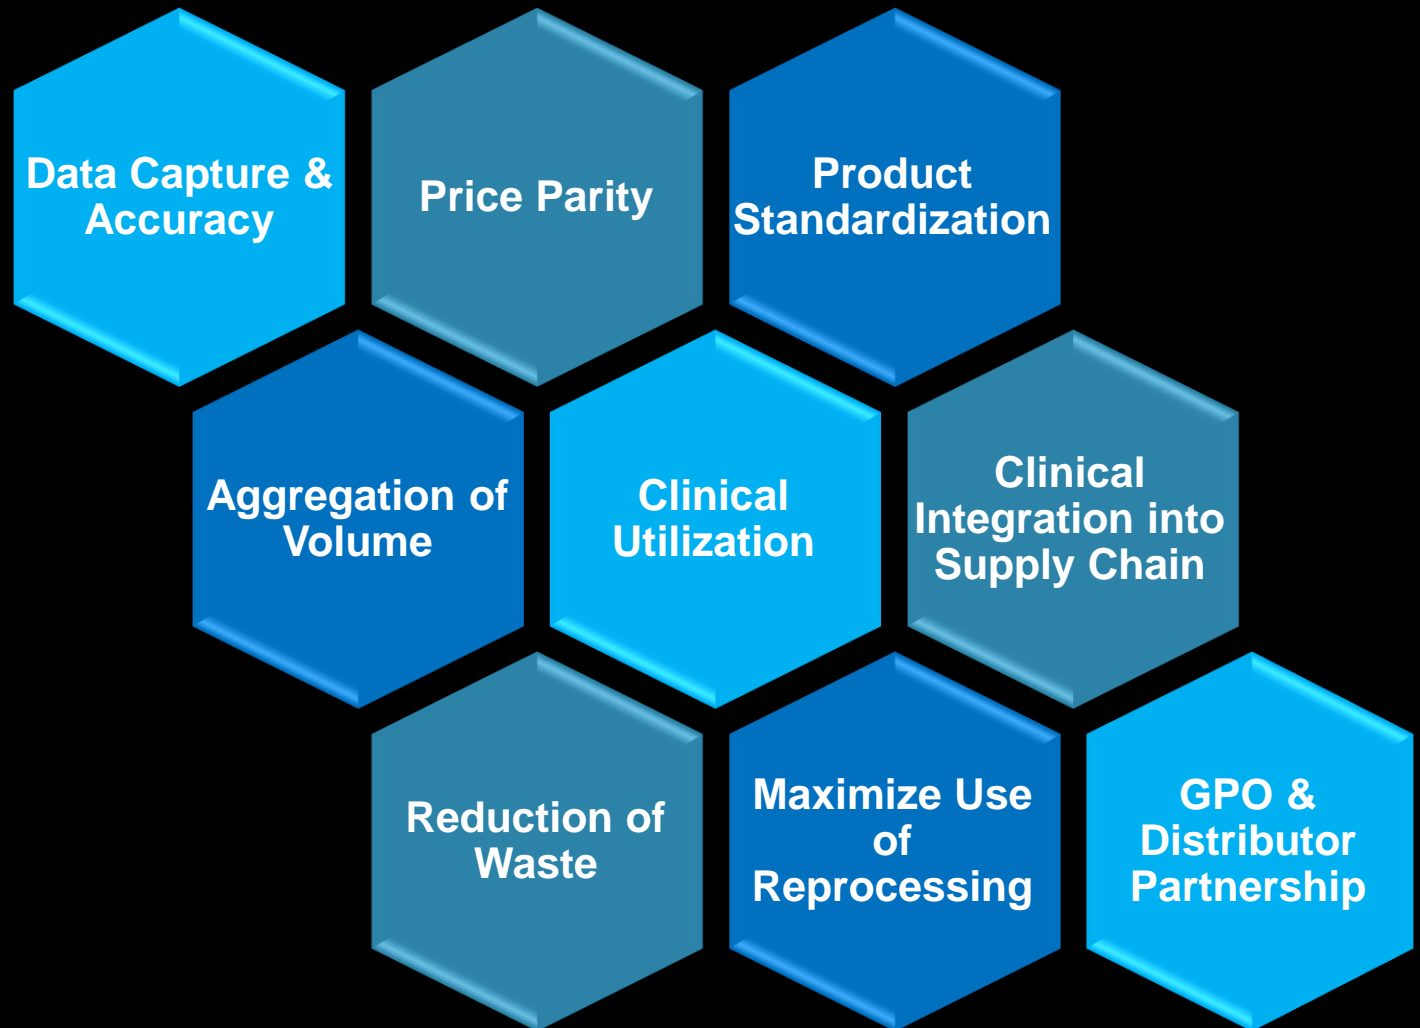 Data Capture &
Accuracy
Price Parity
Product
Standardization
Aggregation of
Volume
Clinical
Utilization
Clinical
Integration into
Supply Chain
Reduction of
Waste
Maximize Use
of
Reprocessing
GPO &
Distributor
Partnership